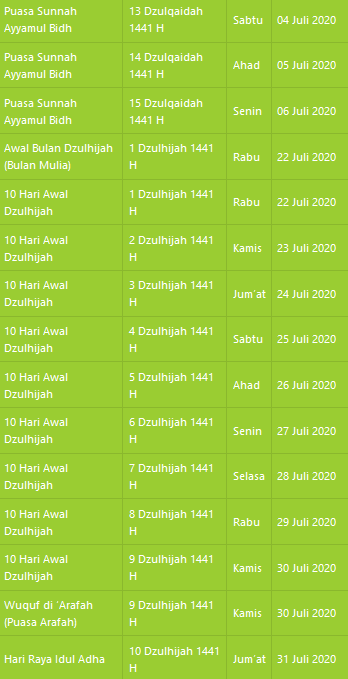 Puasa Sunnah Ayyamul Bidh 13 Dzulqaidah 1441 H Sabtu 04 Juli 2020
Puasa Sunnah Ayyamul Bidh 14 Dzulqaidah 1441 H Ahad 05 Juli 2020
Puasa Sunnah Ayyamul Bidh 15 Dzulqaidah 1441 H Senin 06 Juli 2020
Awal Bulan Dzulhijah (Bulan Mulia) 1 Dzulhijah 1441 H Rabu 22 Juli 2020
10 Hari Awal Dzulhijah 1 Dzulhijah 1441 H Rabu 22 Juli 2020
10 Hari Awal Dzulhijah 2 Dzulhijah 1441 H Kamis 23 Juli 2020
10 Hari Awal Dzulhijah 3 Dzulhijah 1441 H Jum'at 24 Juli 2020
10 Hari Awal Dzulhijah 4 Dzulhijah 1441 H Sabtu 25 Juli 2020
10 Hari Awal Dzulhijah 5 Dzulhijah 1441 H Ahad 26 Juli 2020
10 Hari Awal Dzulhijah 6 Dzulhijah 1441 H Senin 27 Juli 2020
10 Hari Awal Dzulhijah 7 Dzulhijah 1441 H Selasa 28 Juli 2020
10 Hari Awal Dzulhijah 8 Dzulhijah 1441 H Rabu 29 Juli 2020
10 Hari Awal Dzulhijah 9 Dzulhijah 1441 H Kamis 30 Juli 2020
Wuquf di 'Arafah (Puasa Arafah) 9 Dzulhijah 1441 H Kamis 30 Juli 2020
Hari Raya Idul Adha 10 Dzulhijah 1441 H Jum'at 31 Juli 2020